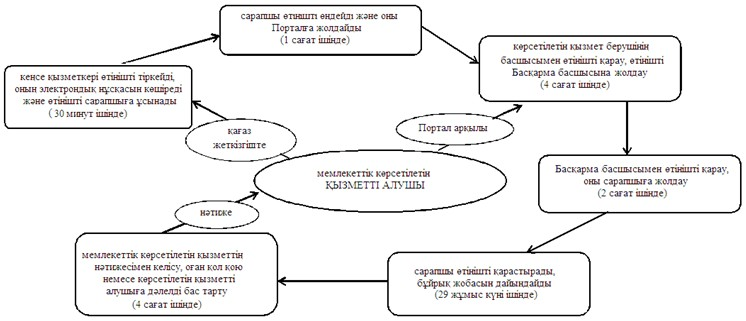 сарапшы өтінішті өңдейді және оны
Порталға жолдайды
(1 сағат ішінде)
көрсетілетін қызмет берушінің
басшысымен өтінішті қарау, өтінішті
Басқарма басшысына жолдау
(4 сағат ішінде)
кеңсе қызметкері өтінішті тіркейді,
оның электрондық нұсқасын көшіреді
және өтінішті сарапшыға ұсынады
(30 минут ішінде)
қағаз
жеткізгіште
Портал арқылы
мемлекеттік көрсетілетін
ҚЫЗМЕТТІ АЛУШЫ
Басқарма басшысымен өтінішті қарау,
оны сарапшыға жолдау
(2 сағат ішінде)
нәтиже
мемлекеттік көрсетілетін қызметтің
нәтижесімен келісу, оған қол қою
немесе көрсетілетін қызметті
алушыға дәлелді бас тарту
(4 сағат ішінде)
сарапшы өтінішті қарастырады,
бұйрық жобасын дайындайды
(29 жұмыс күні ішінде)